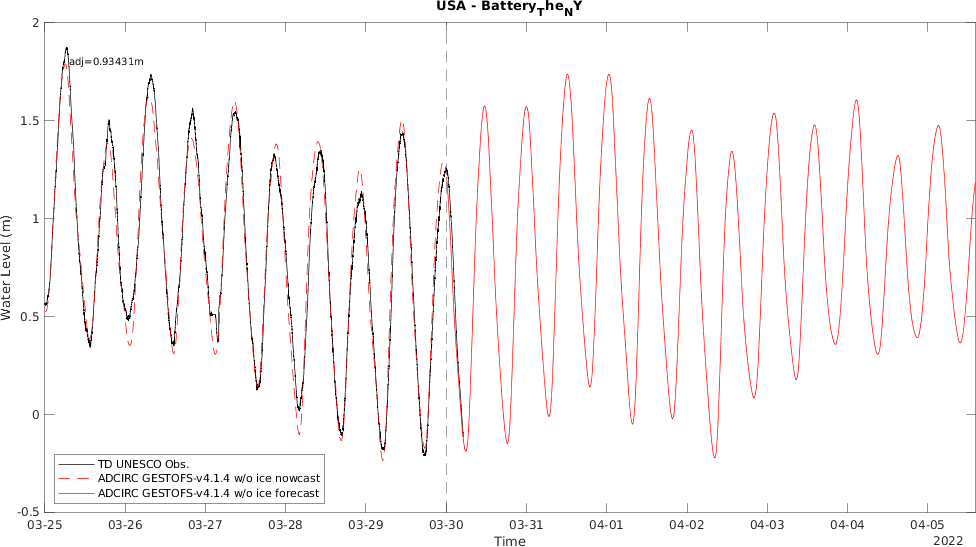 USA - Battery_The_NY
2
adj=0.93431m
1.5
1
0.5
0
-0.5
Water Level (m)
TD UNESCO Obs.
ADCIRC GESTOFS-v4.1.4 w/o ice nowcast
ADCIRC GESTOFS-v4.1.4 w/o ice forecast
03-25 03-26 03-27 03-28 03-29 03-30 03-31 04-01 04-02 04-03 04-04 04-05
Time
2022